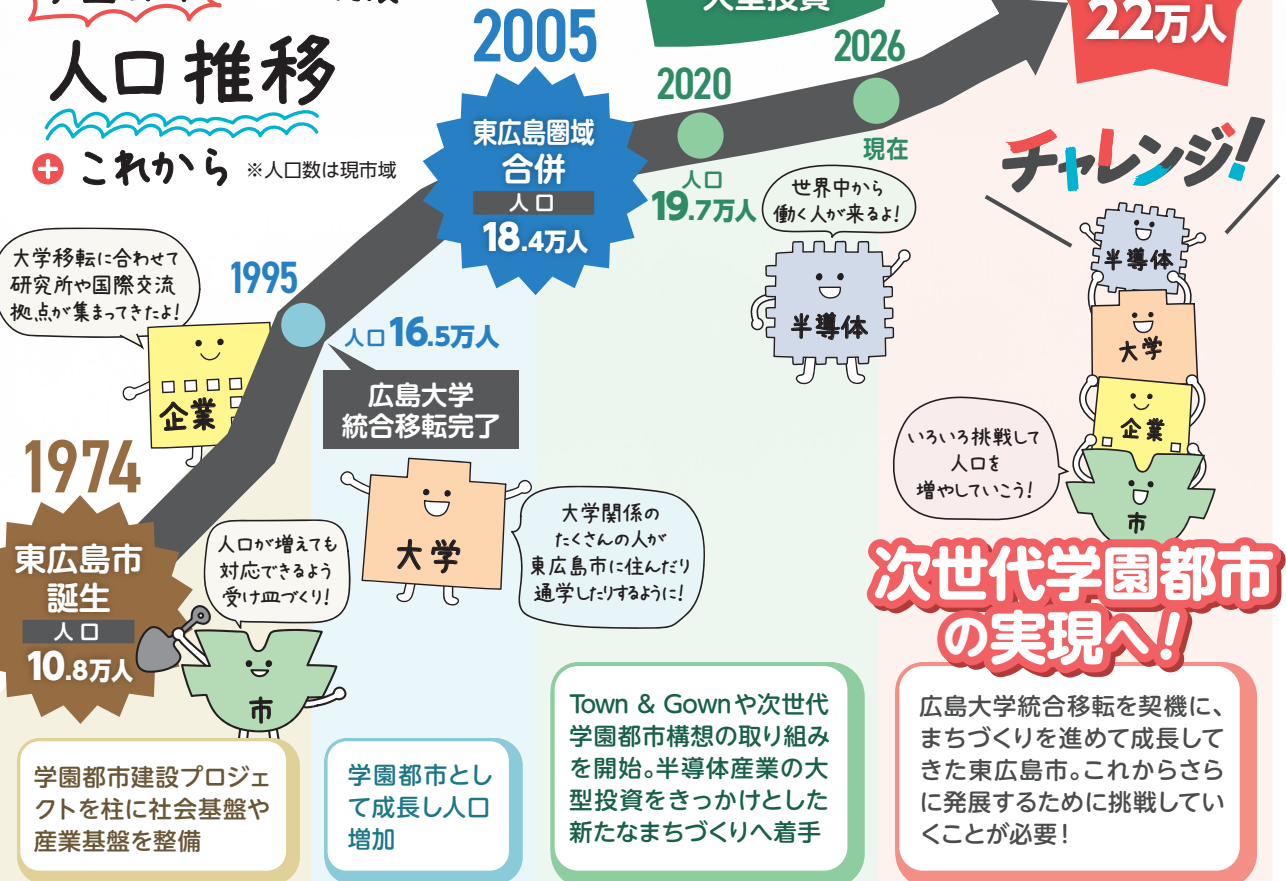 人口推移
＋これから ※人口数は現市域
大学移転に合わせて
研究所や国際交流
拠点が集まってきたよ!
企業
1974
東広島市
誕生
人口
10.8万人
人口が増えても
対応できるよう
受け皿づくり!
市
学園都市建設プロジェ
クトを柱に社会基盤や
産業基盤を整備
1995
人口16.5万人
広島大学
統合移転完了
大学
大学関係の
たくさんの人が
東広島市に住んだり
通学したりするように!
学園都市とし
て成長し人口
増加
2005
東広島圏域
合併
人口
18.4万人
大型投資
2020
人口
19.7万人
2026
現在
世界中から
働く人が来るよ!
半導体
Town & Gownや次世代
学園都市構想の取り組み
を開始。半導体産業の大
型投資をきっかけとした
新たなまちづくりへ着手
22万人
チャレンジ!
半導体
大学
企業
市
いろいろ挑戦して
人口を
増やしていこう!
次世代学園都市
の実現へ!
広島大学統合移転を契機に、
まちづくりを進めて成長して
きた東広島市。これからさら
に発展するために挑戦してい
くことが必要!